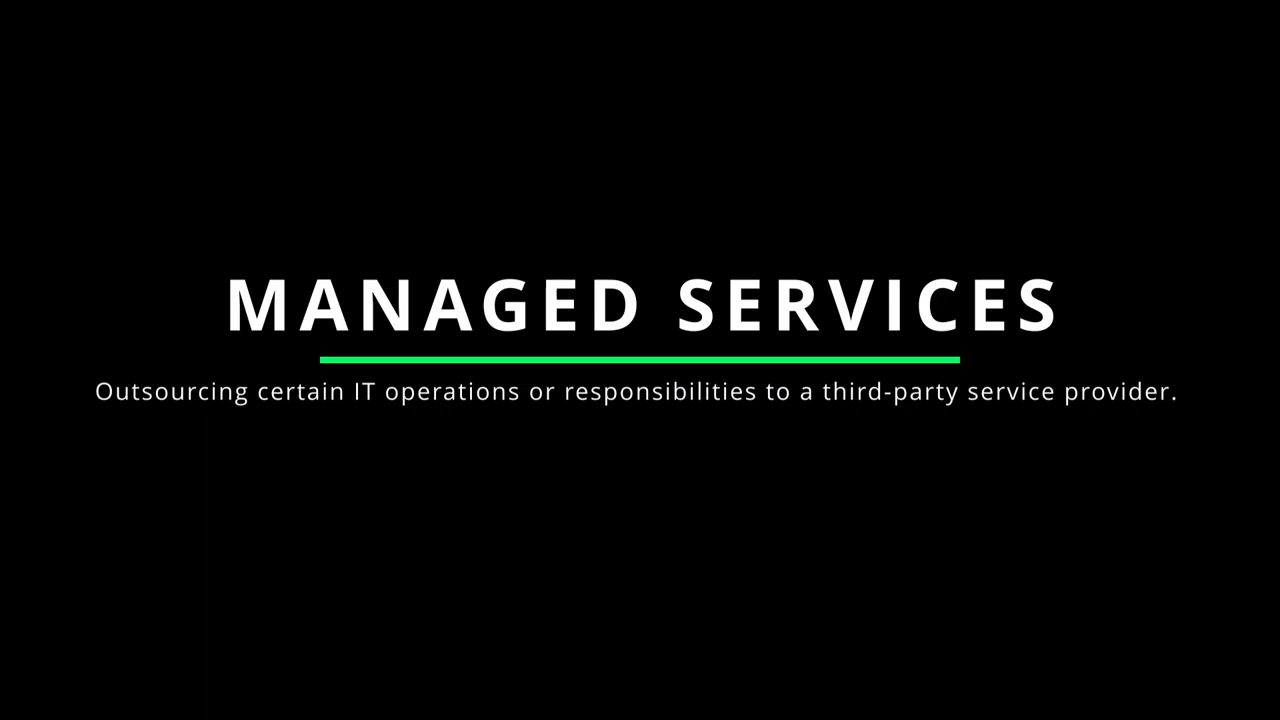 MANAGED SERVICES
Outsourcing certain IT operations or responsibilities to a third-party service provider.